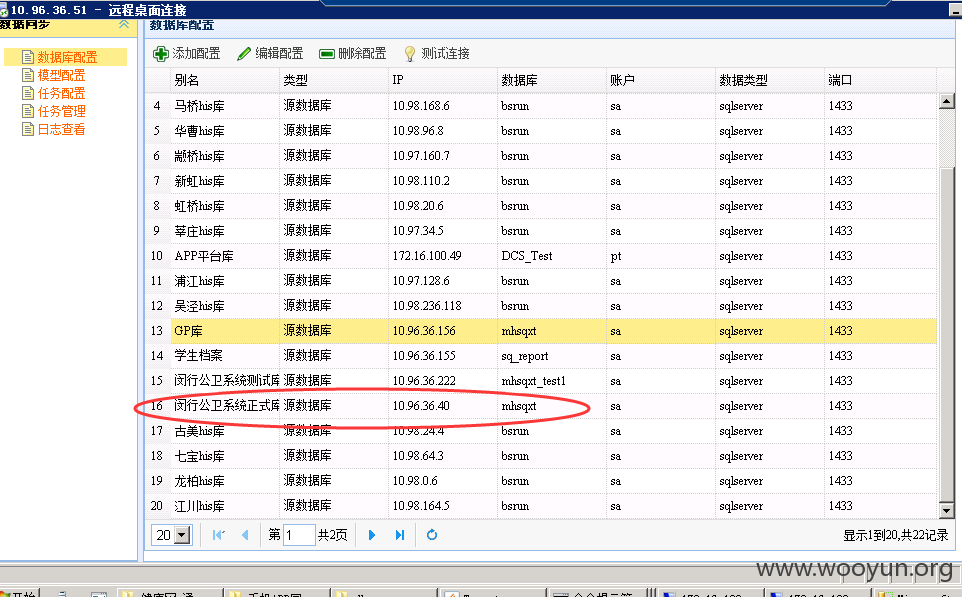 10.96.36.51 - 远程桌面连接
数据同步
数据库配置
模型配置
任务配置
任务管理
日志查看
数据库配置
添加配置 编辑配置 删除配置 测试连接
别名 类型 IP 数据库 账户 数据类型 端口
4 马桥his库 源数据库 10.98.168.6 bsrun sa sqlserver 1433
5 华曹his库 源数据库 10.98.96.8 bsrun sa sqlserver 1433
6 颛桥his库 源数据库 10.97.160.7 bsrun sa sqlserver 1433
7 新虹his库 源数据库 10.98.110.2 bsrun sa sqlserver 1433
8 虹桥his库 源数据库 10.98.20.6 bsrun sa sqlserver 1433
9 莘庄his库 源数据库 10.97.34.5 bsrun sa sqlserver 1433
10 APP平台库 源数据库 172.16.100.49 DCS_Test pt sqlserver 1433
11 浦江his库 源数据库 10.97.128.6 bsrun sa sqlserver 1433
12 吴泾his库 源数据库 10.98.236.118 bsrun sa sqlserver 1433
13 GP库 源数据库 10.96.36.156 mhsqxt sa sqlserver 1433
14 学生档案 源数据库 10.96.36.155 sq_report sa sqlserver 1433
15 闵行公卫系统测试库 源数据库 10.96.36.222 mhsqxt_test1 sa sqlserver 1433
16 闵行公卫系统正式库 源数据库 10.96.36.40 mhsqxt sa sqlserver 1433
17 古美his库 源数据库 10.98.24.4 bsrun sa sqlserver 1433
18 七宝his库 源数据库 10.98.64.3 bsrun sa sqlserver 1433
19 龙柏his库 源数据库 10.98.0.6 bsrun sa sqlserver 1433
20 江川his库 源数据库 10.98.164.5 bsrun sa sqlserver 1433
20 第 1 共2页 显示1到20,共22记录
www.wooyun.org
开始